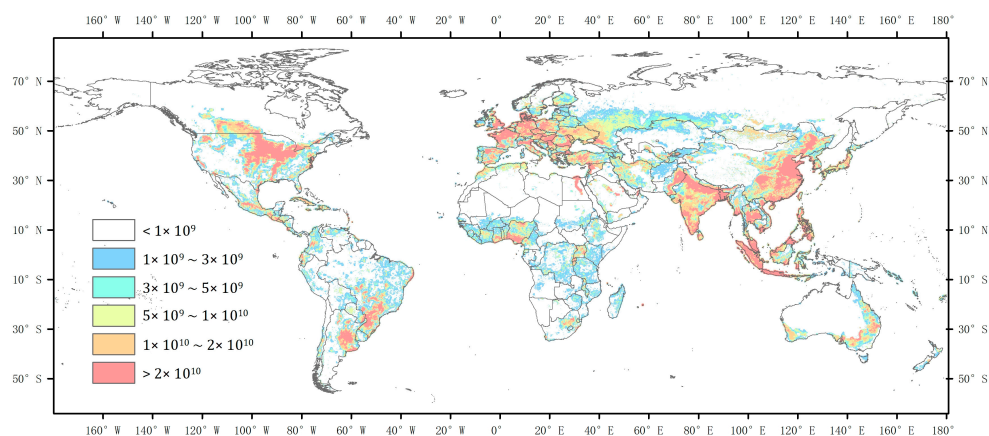 160° W 140° W 120° W 100° W 80° W 60° W 40° W 20° W 0° 20° E 40° E 60° E 80° E 100° E 120° E 140° E 160° E 180°
70° N 70° N
50° N 50° N
30° N 30° N
10° N 10° N
10° S 10° S
30° S 30° S
50° S 50° S
< 1× 10⁹
1× 10⁹ ~ 3× 10⁹
3× 10⁹ ~ 5× 10⁹
5× 10⁹ ~ 1× 10¹⁰
1× 10¹⁰ ~ 2× 10¹⁰
> 2× 10¹⁰
160° W 140° W 120° W 100° W 80° W 60° W 40° W 20° W 0° 20° E 40° E 60° E 80° E 100° E 120° E 140° E 160° E 180°